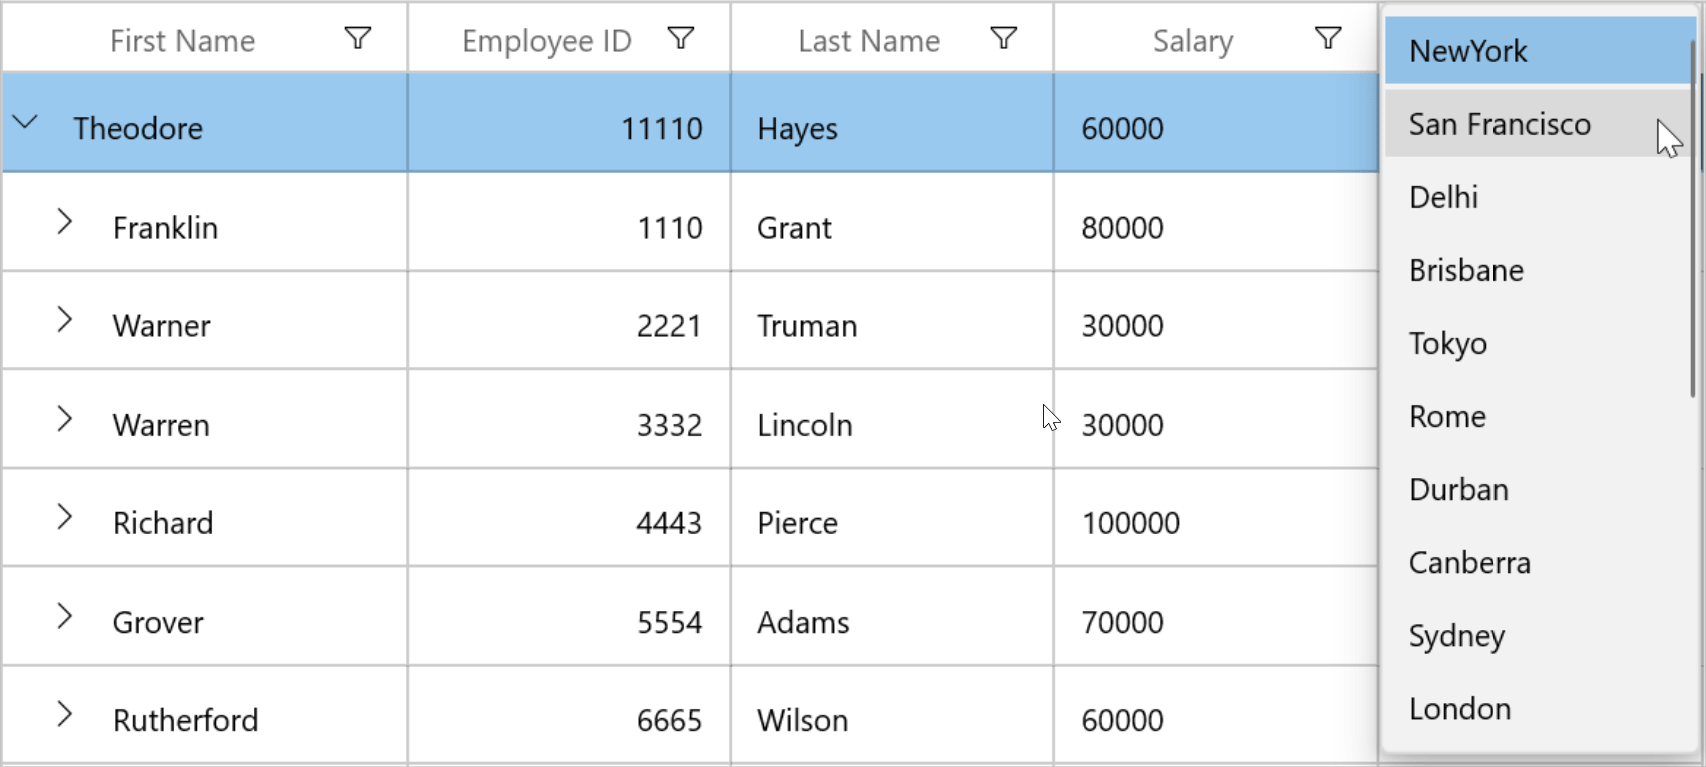 First Name Employee ID Last Name Salary
Theodore 11110 Hayes 60000
Franklin 1110 Grant 80000
Warner 2221 Truman 30000
Warren 3332 Lincoln 30000
Richard 4443 Pierce 100000
Grover 5554 Adams 70000
Rutherford 6665 Wilson 60000
NewYork
San Francisco
Delhi
Brisbane
Tokyo
Rome
Durban
Canberra
Sydney
London